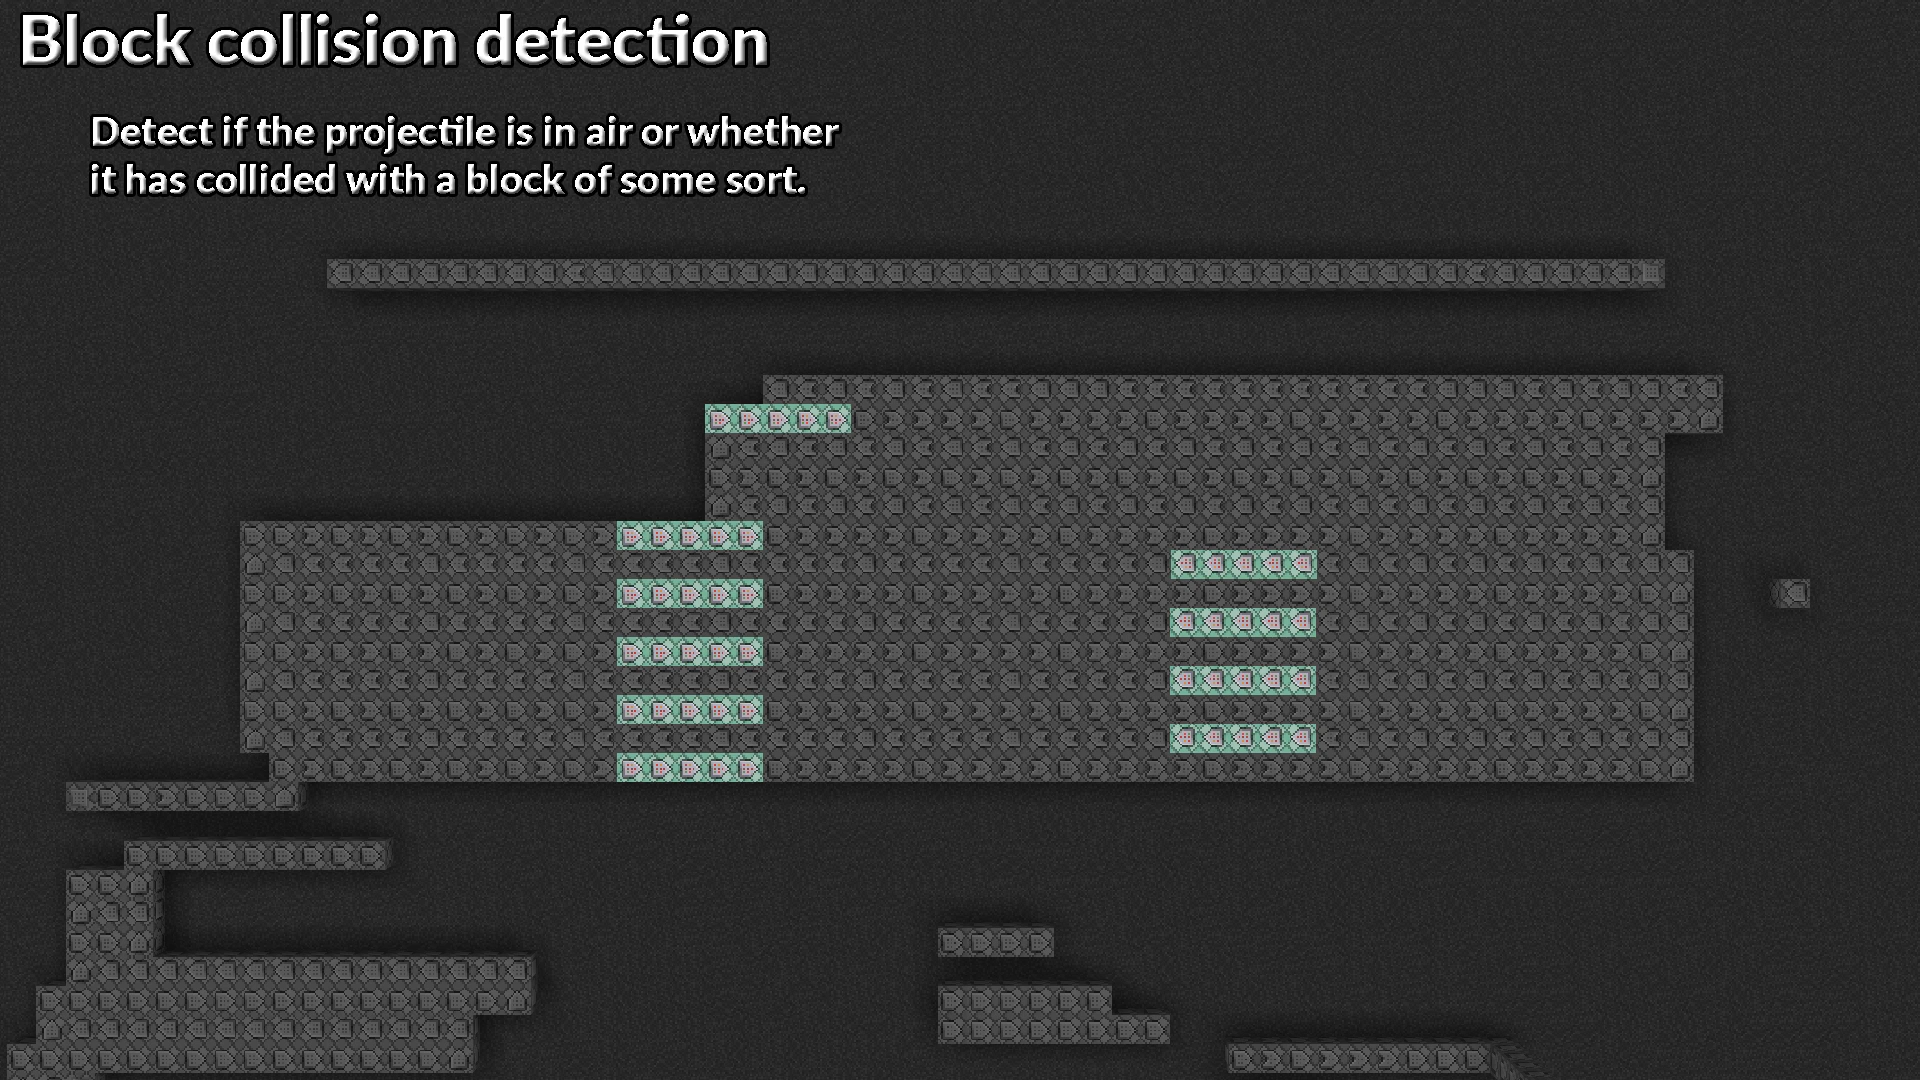 Block collision detection
Detect if the projectile is in air or whether
it has collided with a block of some sort.